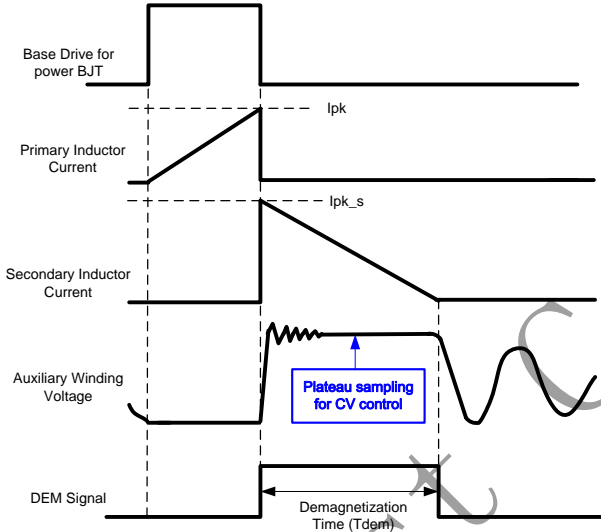 Base Drive for
power BJT
Ipk
Primary Inductor
Current
Ipk_s
Secondary Inductor
Current
Auxiliary Winding
Voltage
Plateau sampling
for CV control
DEM Signal
Demagnetization
Time (Tdem)